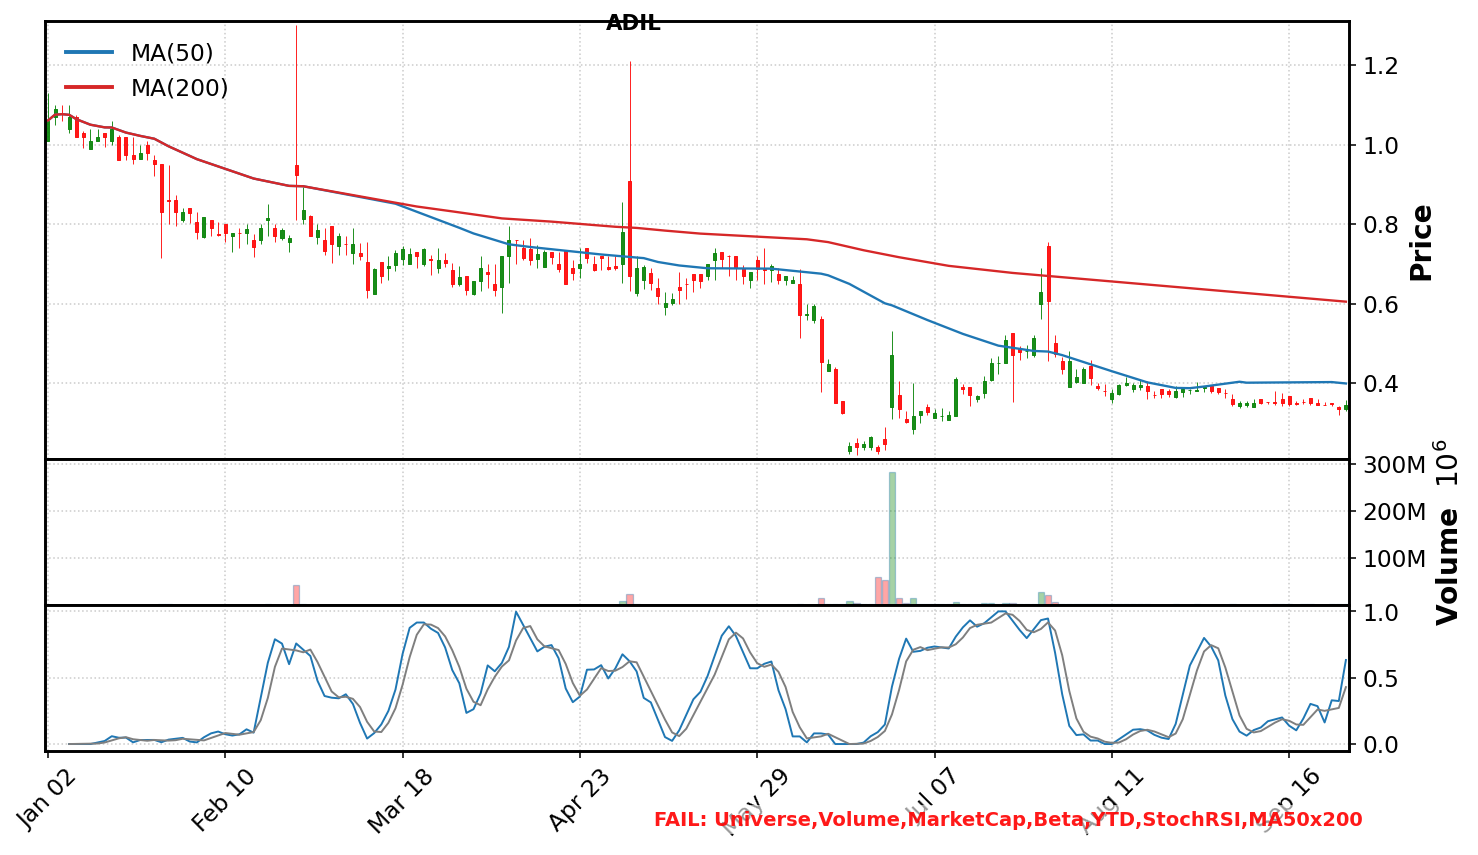 ADIL
MA(50)
MA(200)
1.2
1.0
0.8
0.6
0.4
Price
300M
200M
100M
Volume 10^6
1.0
0.5
0.0
Jan 02
Feb 10
Mar 18
Apr 23
May 29
Jul 07
Aug 11
Sep 16
FAIL: Universe,Volume,MarketCap,Beta,YTD,StochRSI,MA50x200